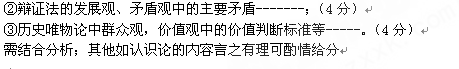 ②辩证法的发展观、矛盾观中的主要矛盾-------；（4 分）
③历史唯物论中群众观，价值观中的价值判断标准等-----。（4 分）
需结合分析；其他如认识论的内容言之有理可酌情给分